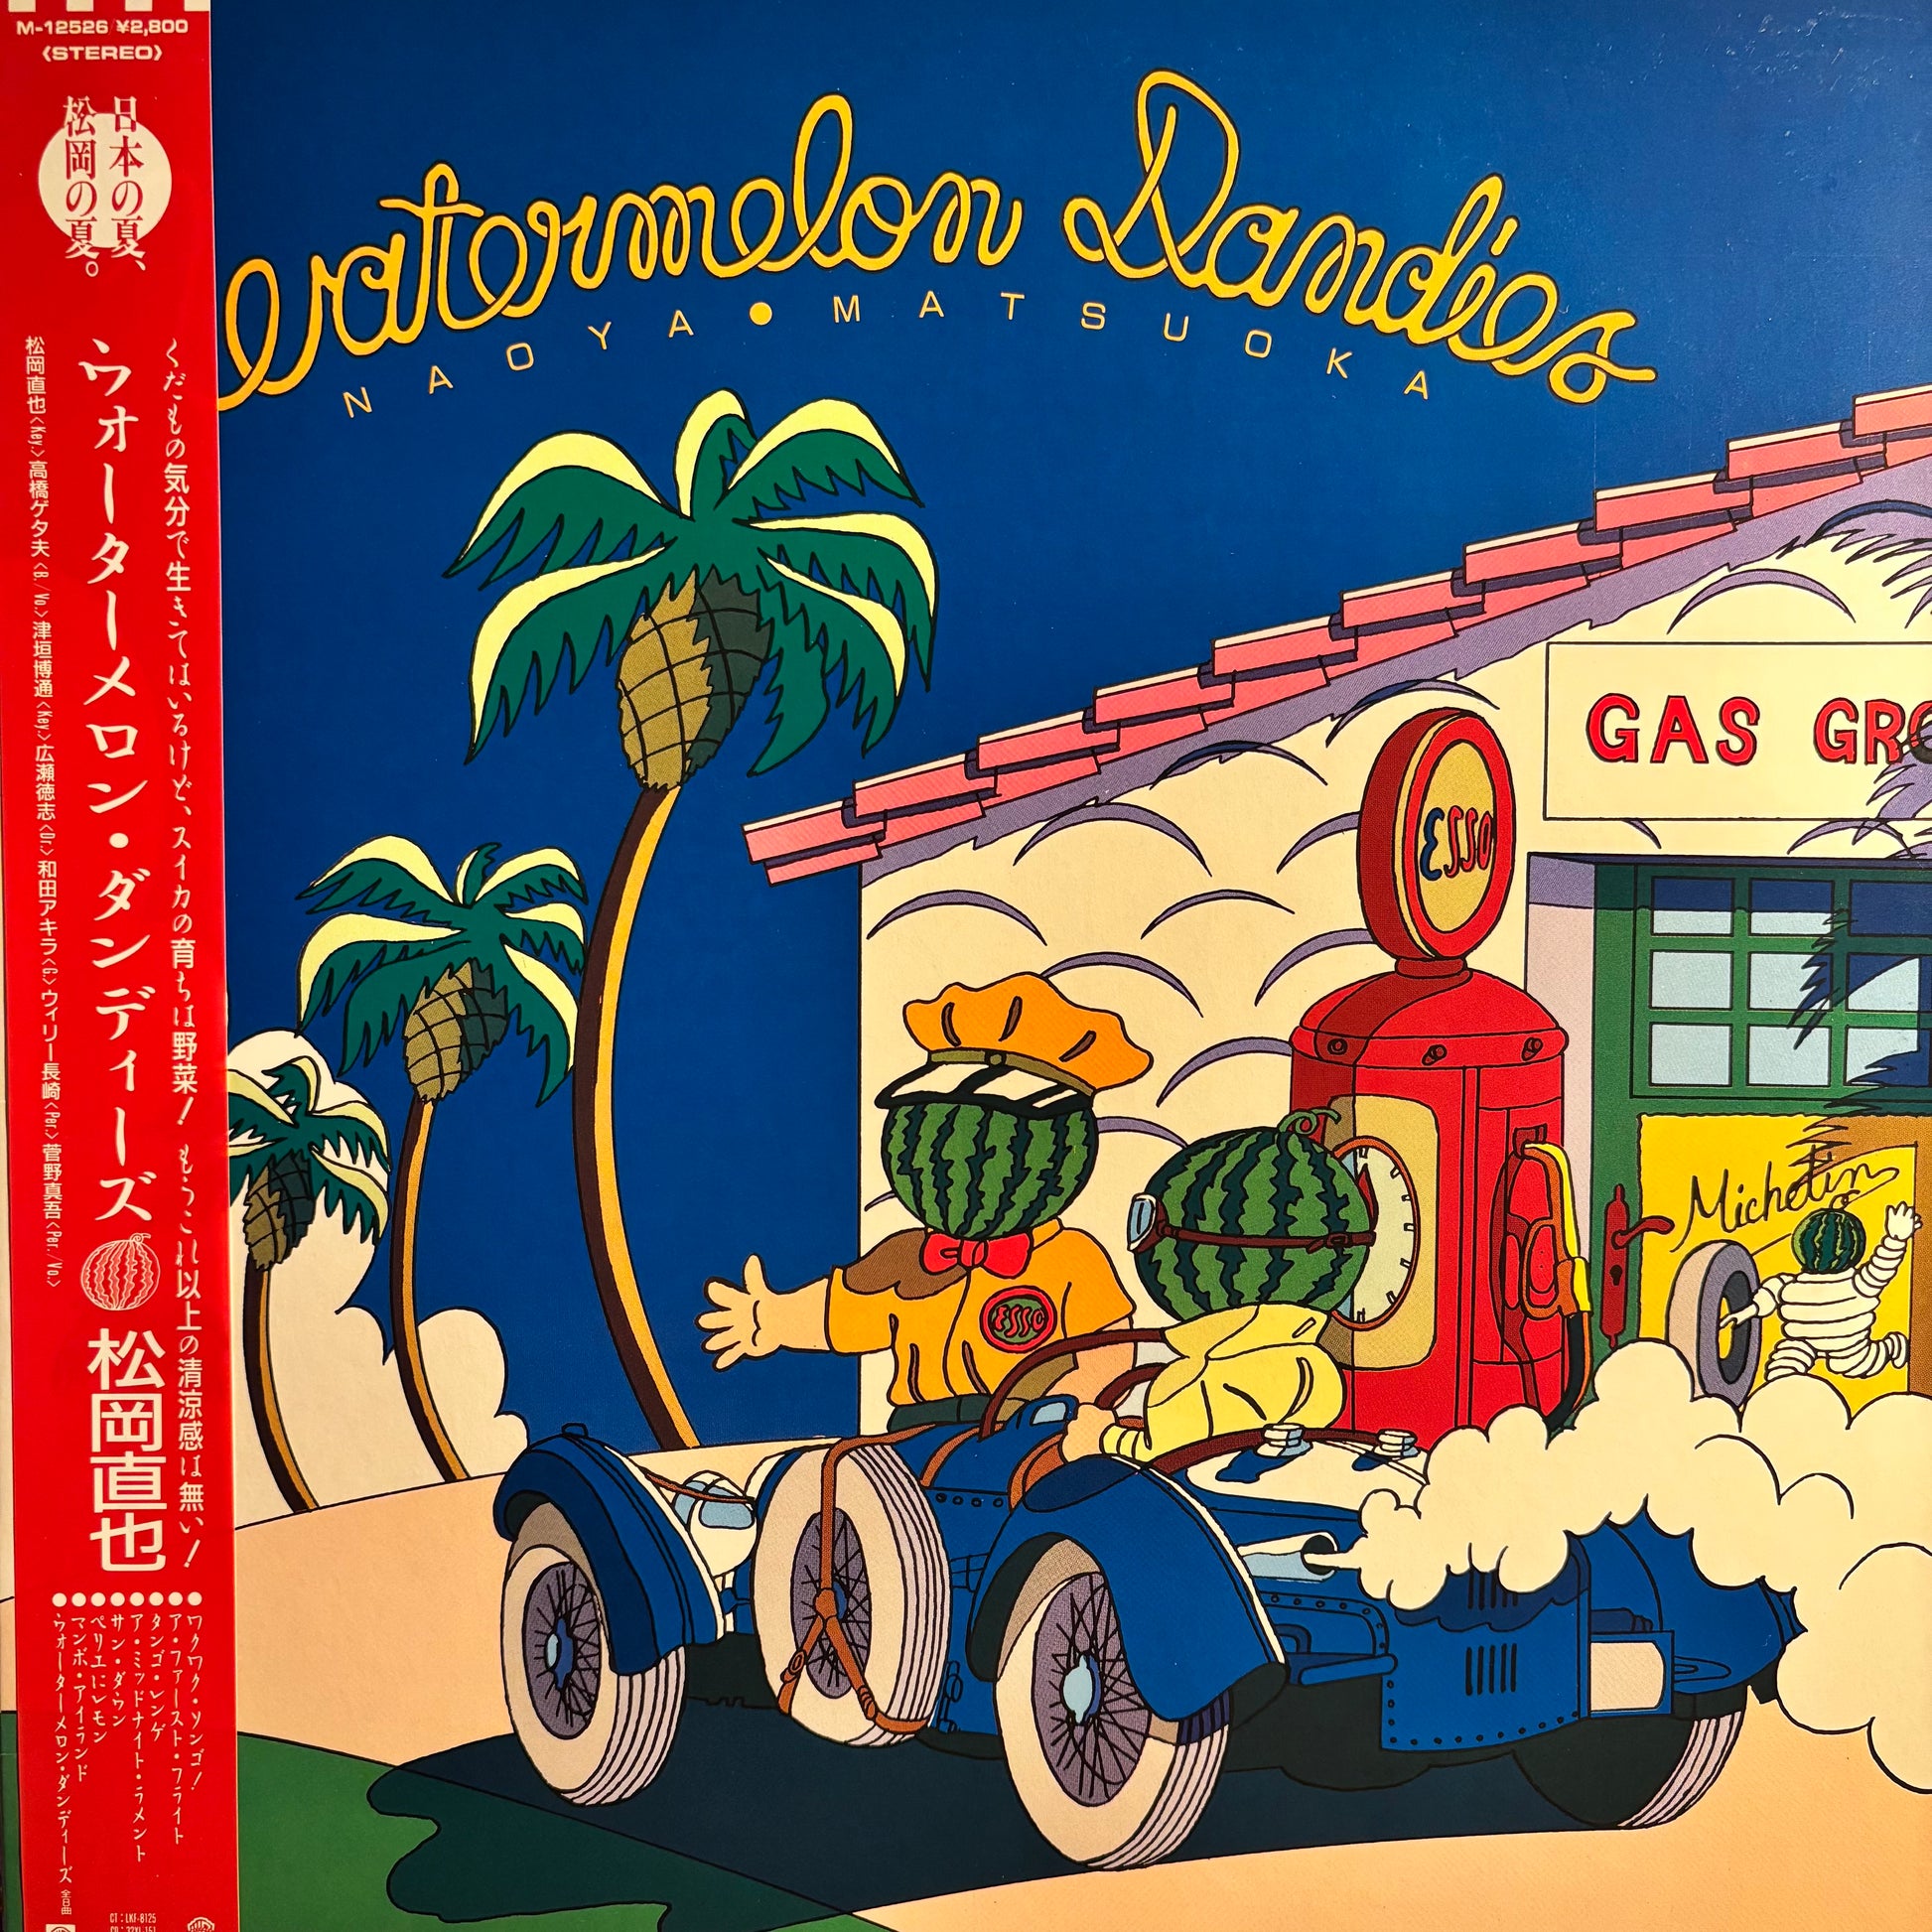 M-12526 ¥2,800
〈STEREO〉
日本の夏、
松岡の夏。
くだもの気分で生きてはいるけど、スイカの育ちは野菜! もうこれ以上の清涼感は無い!
ウォーターメロン・ダンディーズ
松岡直也
松岡直也〈Key.〉高橋ゲタ夫〈B./Vo.〉津垣博通〈Key.〉広瀬徳志〈Dr.〉和田アキラ〈G.〉ウィリー長崎〈Per.〉菅野真吾〈Per./Vo.〉
●ワクワク・ソンゴ!
●ア・ファースト・フライト
●タンゴ・レンゲ
●ア・ミッドナイト・ラメント
●サン・ダウン
●ペリエにレモン
●マンボ・アイランド
●ウォーターメロン・ダンディーズ 全8曲
CT:LKF-8125
CD:32XL-151
Watermelon Dandies
NAOYA●MATSUOKA
GAS GRO
ESSO
ESSO
Michelin